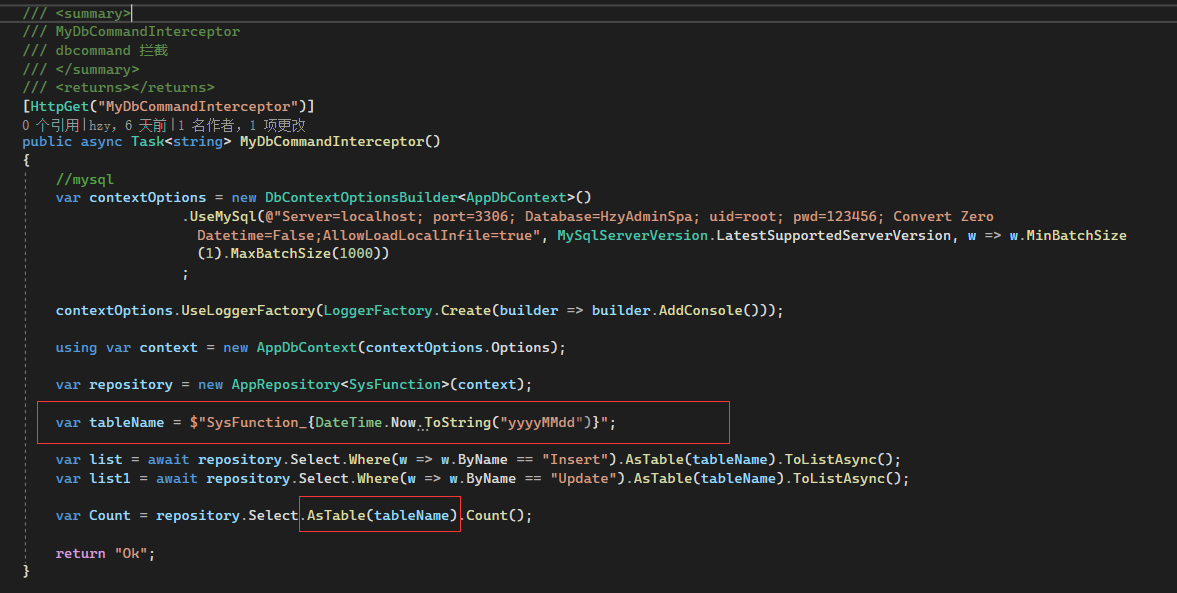 /// <summary>
/// MyDbCommandInterceptor
/// dbcommand 拦截
/// </summary>
/// <returns></returns>
[HttpGet("MyDbCommandInterceptor")]
0 个引用|hzy，6 天前|1 名作者，1 项更改
public async Task<string> MyDbCommandInterceptor()
{
//mysql
var contextOptions = new DbContextOptionsBuilder<AppDbContext>()
.UseMySql(@"Server=localhost; port=3306; Database=HzyAdminSpa; uid=root; pwd=123456; Convert Zero
Datetime=False;AllowLoadLocalInfile=true", MySqlServerVersion.LatestSupportedServerVersion, w => w.MinBatchSize
(1).MaxBatchSize(1000))
;
contextOptions.UseLoggerFactory(LoggerFactory.Create(builder => builder.AddConsole()));
using var context = new AppDbContext(contextOptions.Options);
var repository = new AppRepository<SysFunction>(context);
var tableName = $"SysFunction_{DateTime.Now.ToString("yyyyMMdd")}";
var list = await repository.Select.Where(w => w.ByName == "Insert").AsTable(tableName).ToListAsync();
var list1 = await repository.Select.Where(w => w.ByName == "Update").AsTable(tableName).ToListAsync();
var Count = repository.Select.AsTable(tableName).Count();
return "Ok";
}